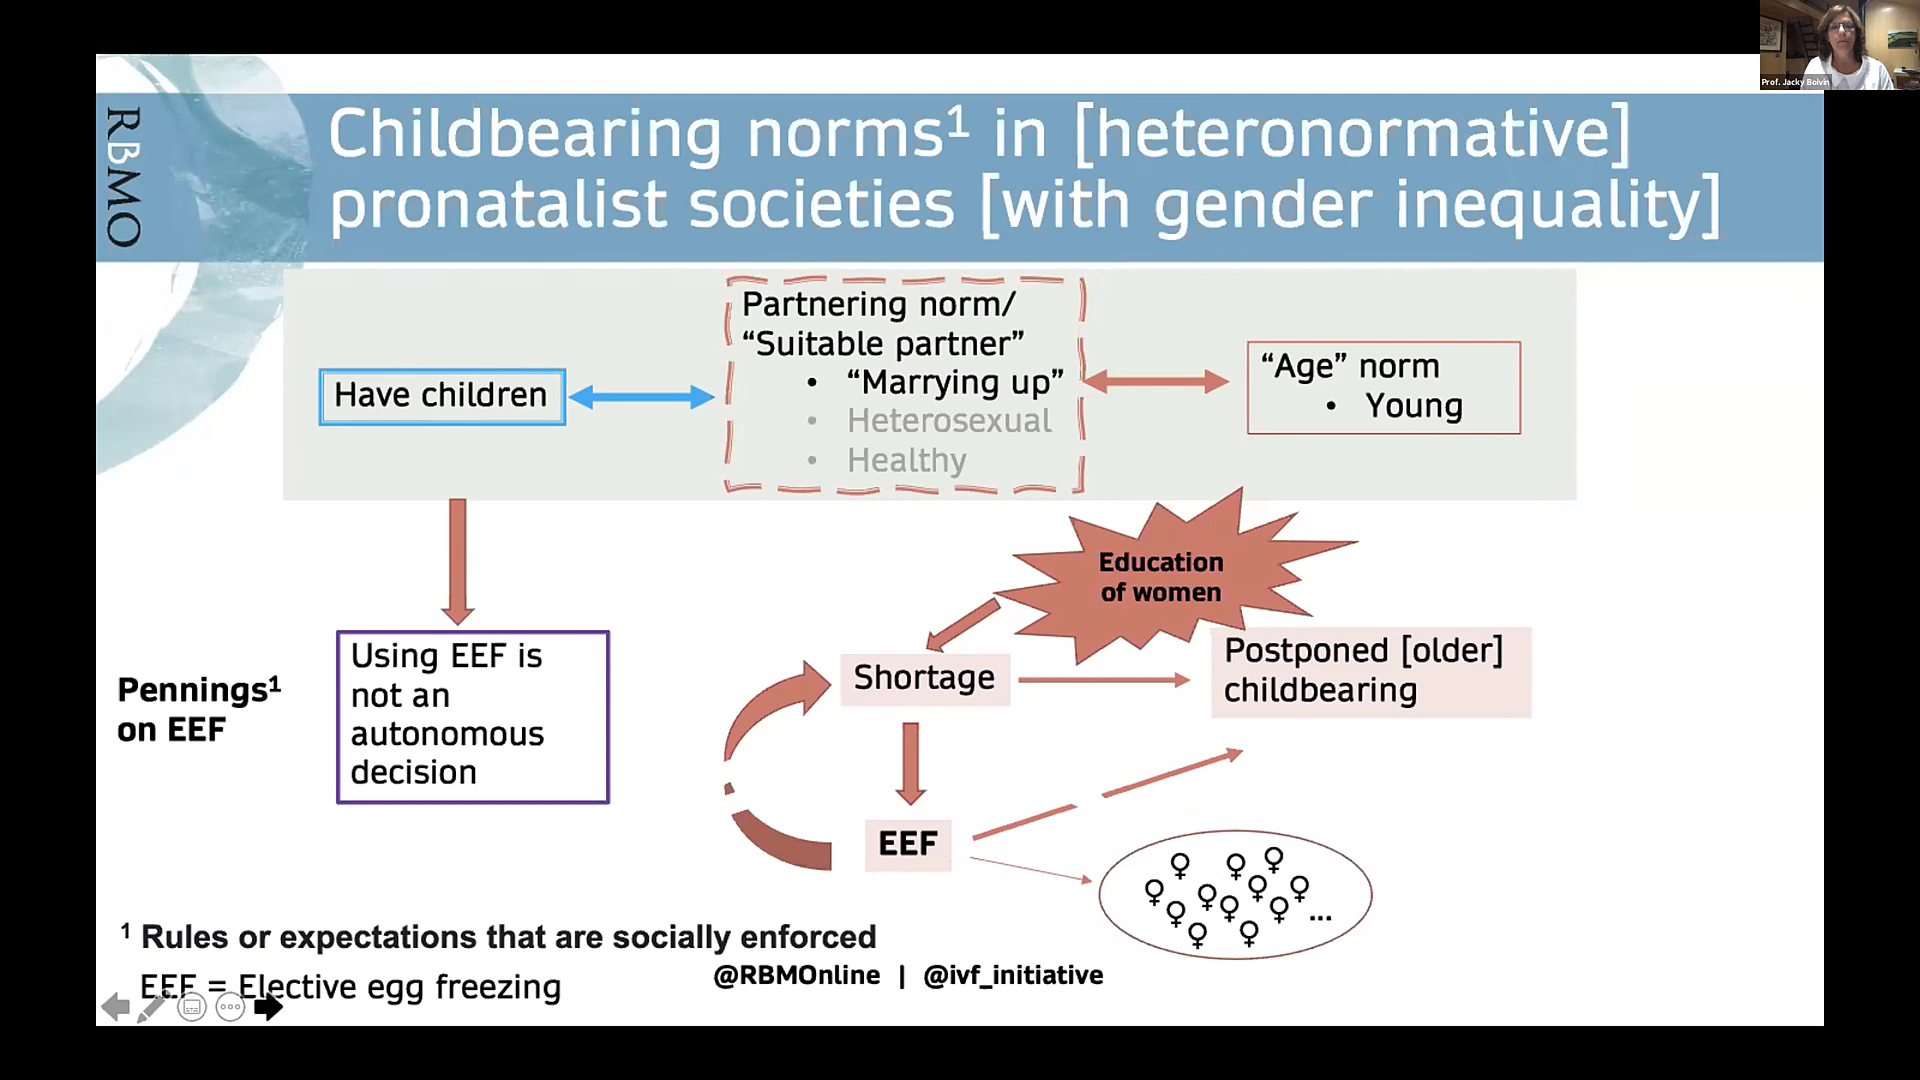 Prof. Jacky Boivin
RBMO
Childbearing norms¹ in [heteronormative]
pronatalist societies [with gender inequality]
Have children
Partnering norm/
“Suitable partner”
• “Marrying up”
• Heterosexual
• Healthy
“Age” norm
• Young
Education
of women
Pennings¹
on EEF
Using EEF is
not an
autonomous
decision
Shortage
Postponed [older]
childbearing
EEF
...
¹ Rules or expectations that are socially enforced
EEF = Elective egg freezing
@RBMOnline | @ivf_initiative